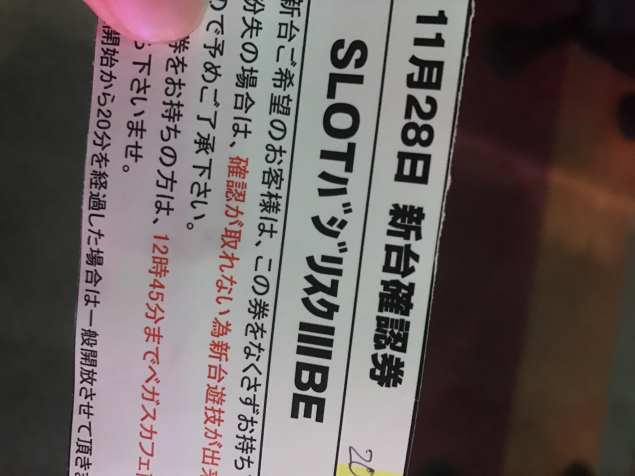 11月28日 新台確認券
SLOTバジリスクⅢBE
20
新台ご希望のお客様は、この券をなくさずお持ち
紛失の場合は、確認が取れない為新台遊技が出来
ので予めご了承下さい。
券をお持ちの方は、12時45分までベガスカフェ
下さいませ。
開始から20分を経過した場合は一般開放させて頂き